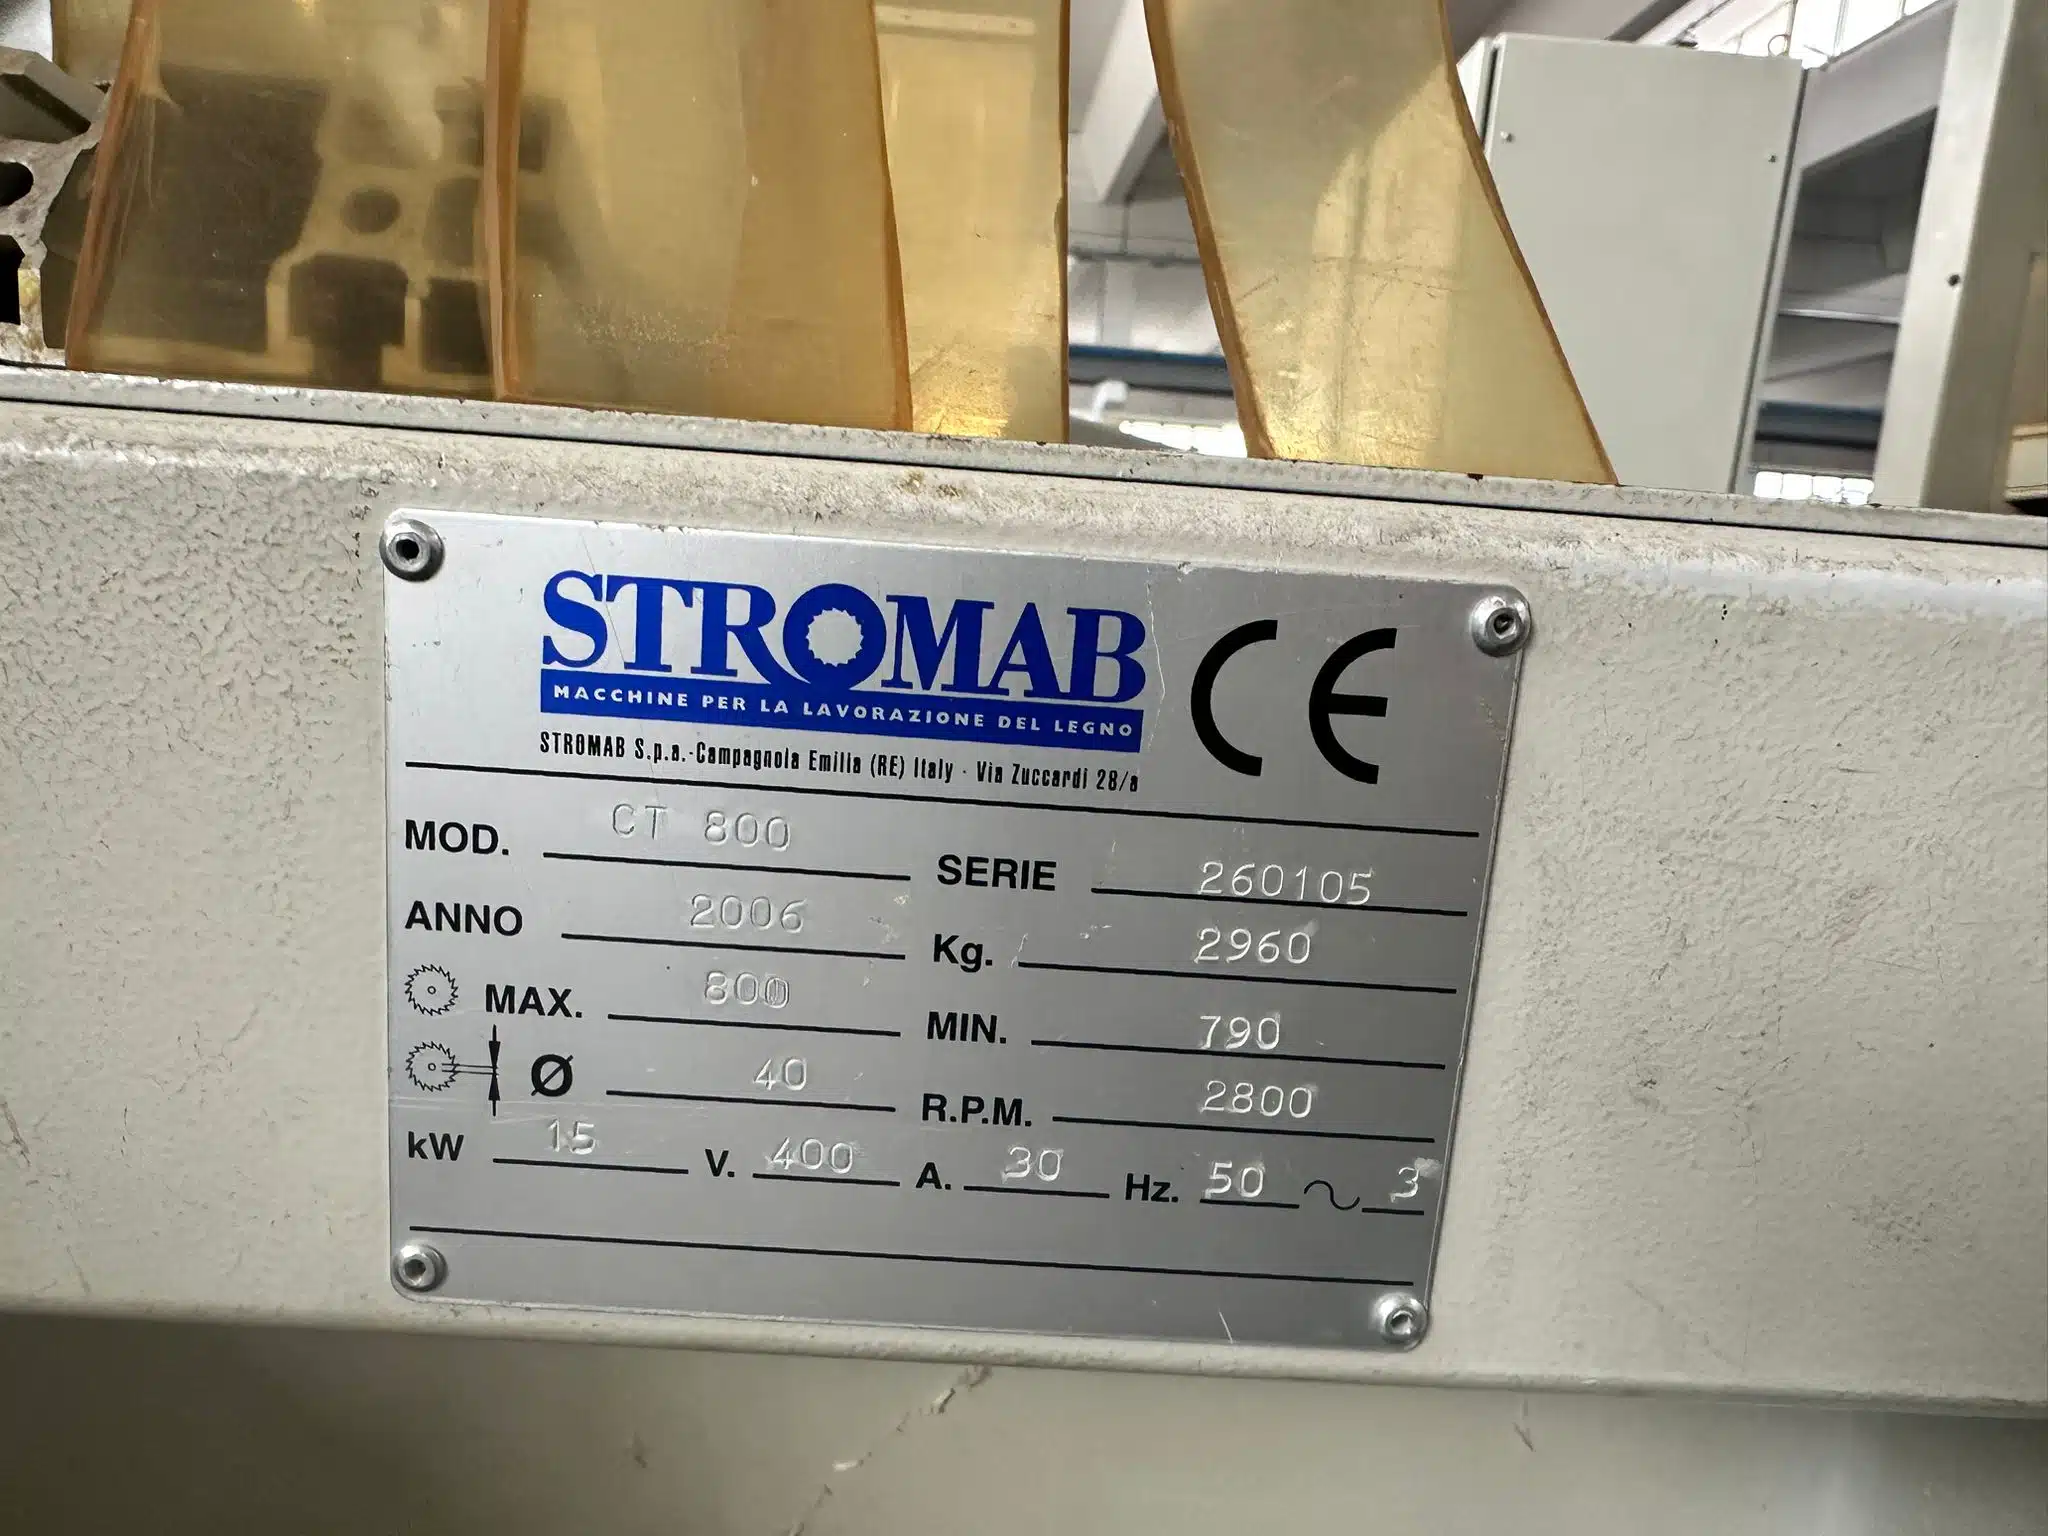 STROMAB
MACCHINE PER LA LAVORAZIONE DEL LEGNO
STROMAB S.p.a.-Campagnola Emilia (RE) Italy - Via Zuccardi 28/a
CE
MOD. CT 800 SERIE 260105
ANNO 2006 Kg. 2960
MAX. 800 MIN. 790
Ø 40 R.P.M. 2800
kW 15 V. 400 A. 30 Hz. 50 ~ 3